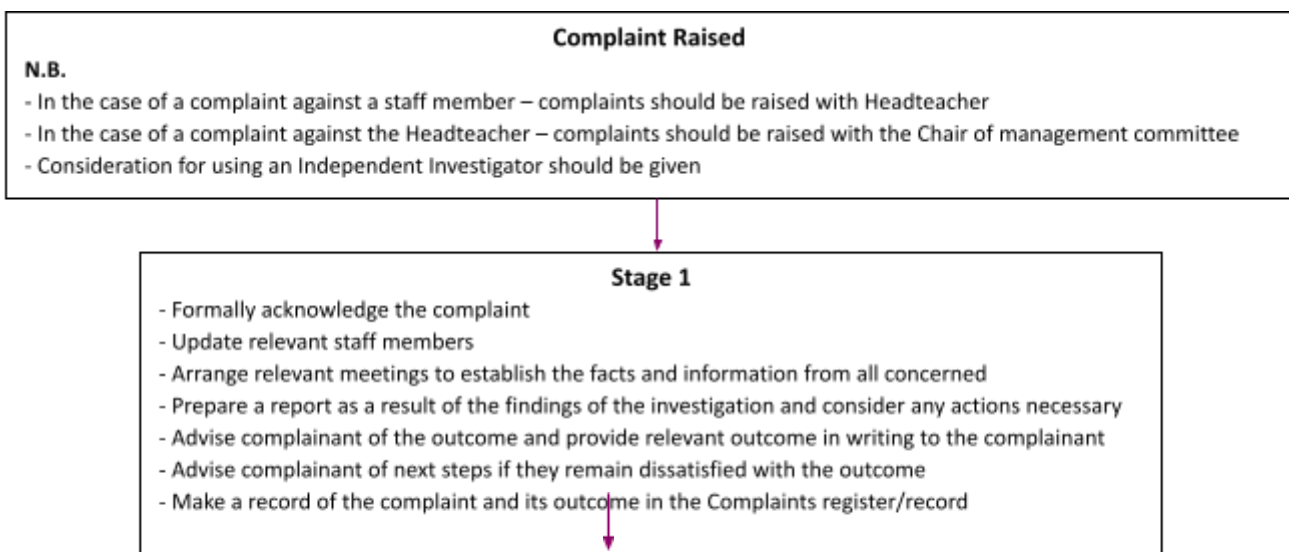 Complaint Raised
N.B.
- In the case of a complaint against a staff member – complaints should be raised with Headteacher
- In the case of a complaint against the Headteacher – complaints should be raised with the Chair of management committee
- Consideration for using an Independent Investigator should be given
Stage 1
- Formally acknowledge the complaint
- Update relevant staff members
- Arrange relevant meetings to establish the facts and information from all concerned
- Prepare a report as a result of the findings of the investigation and consider any actions necessary
- Advise complainant of the outcome and provide relevant outcome in writing to the complainant
- Advise complainant of next steps if they remain dissatisfied with the outcome
- Make a record of the complaint and its outcome in the Complaints register/record